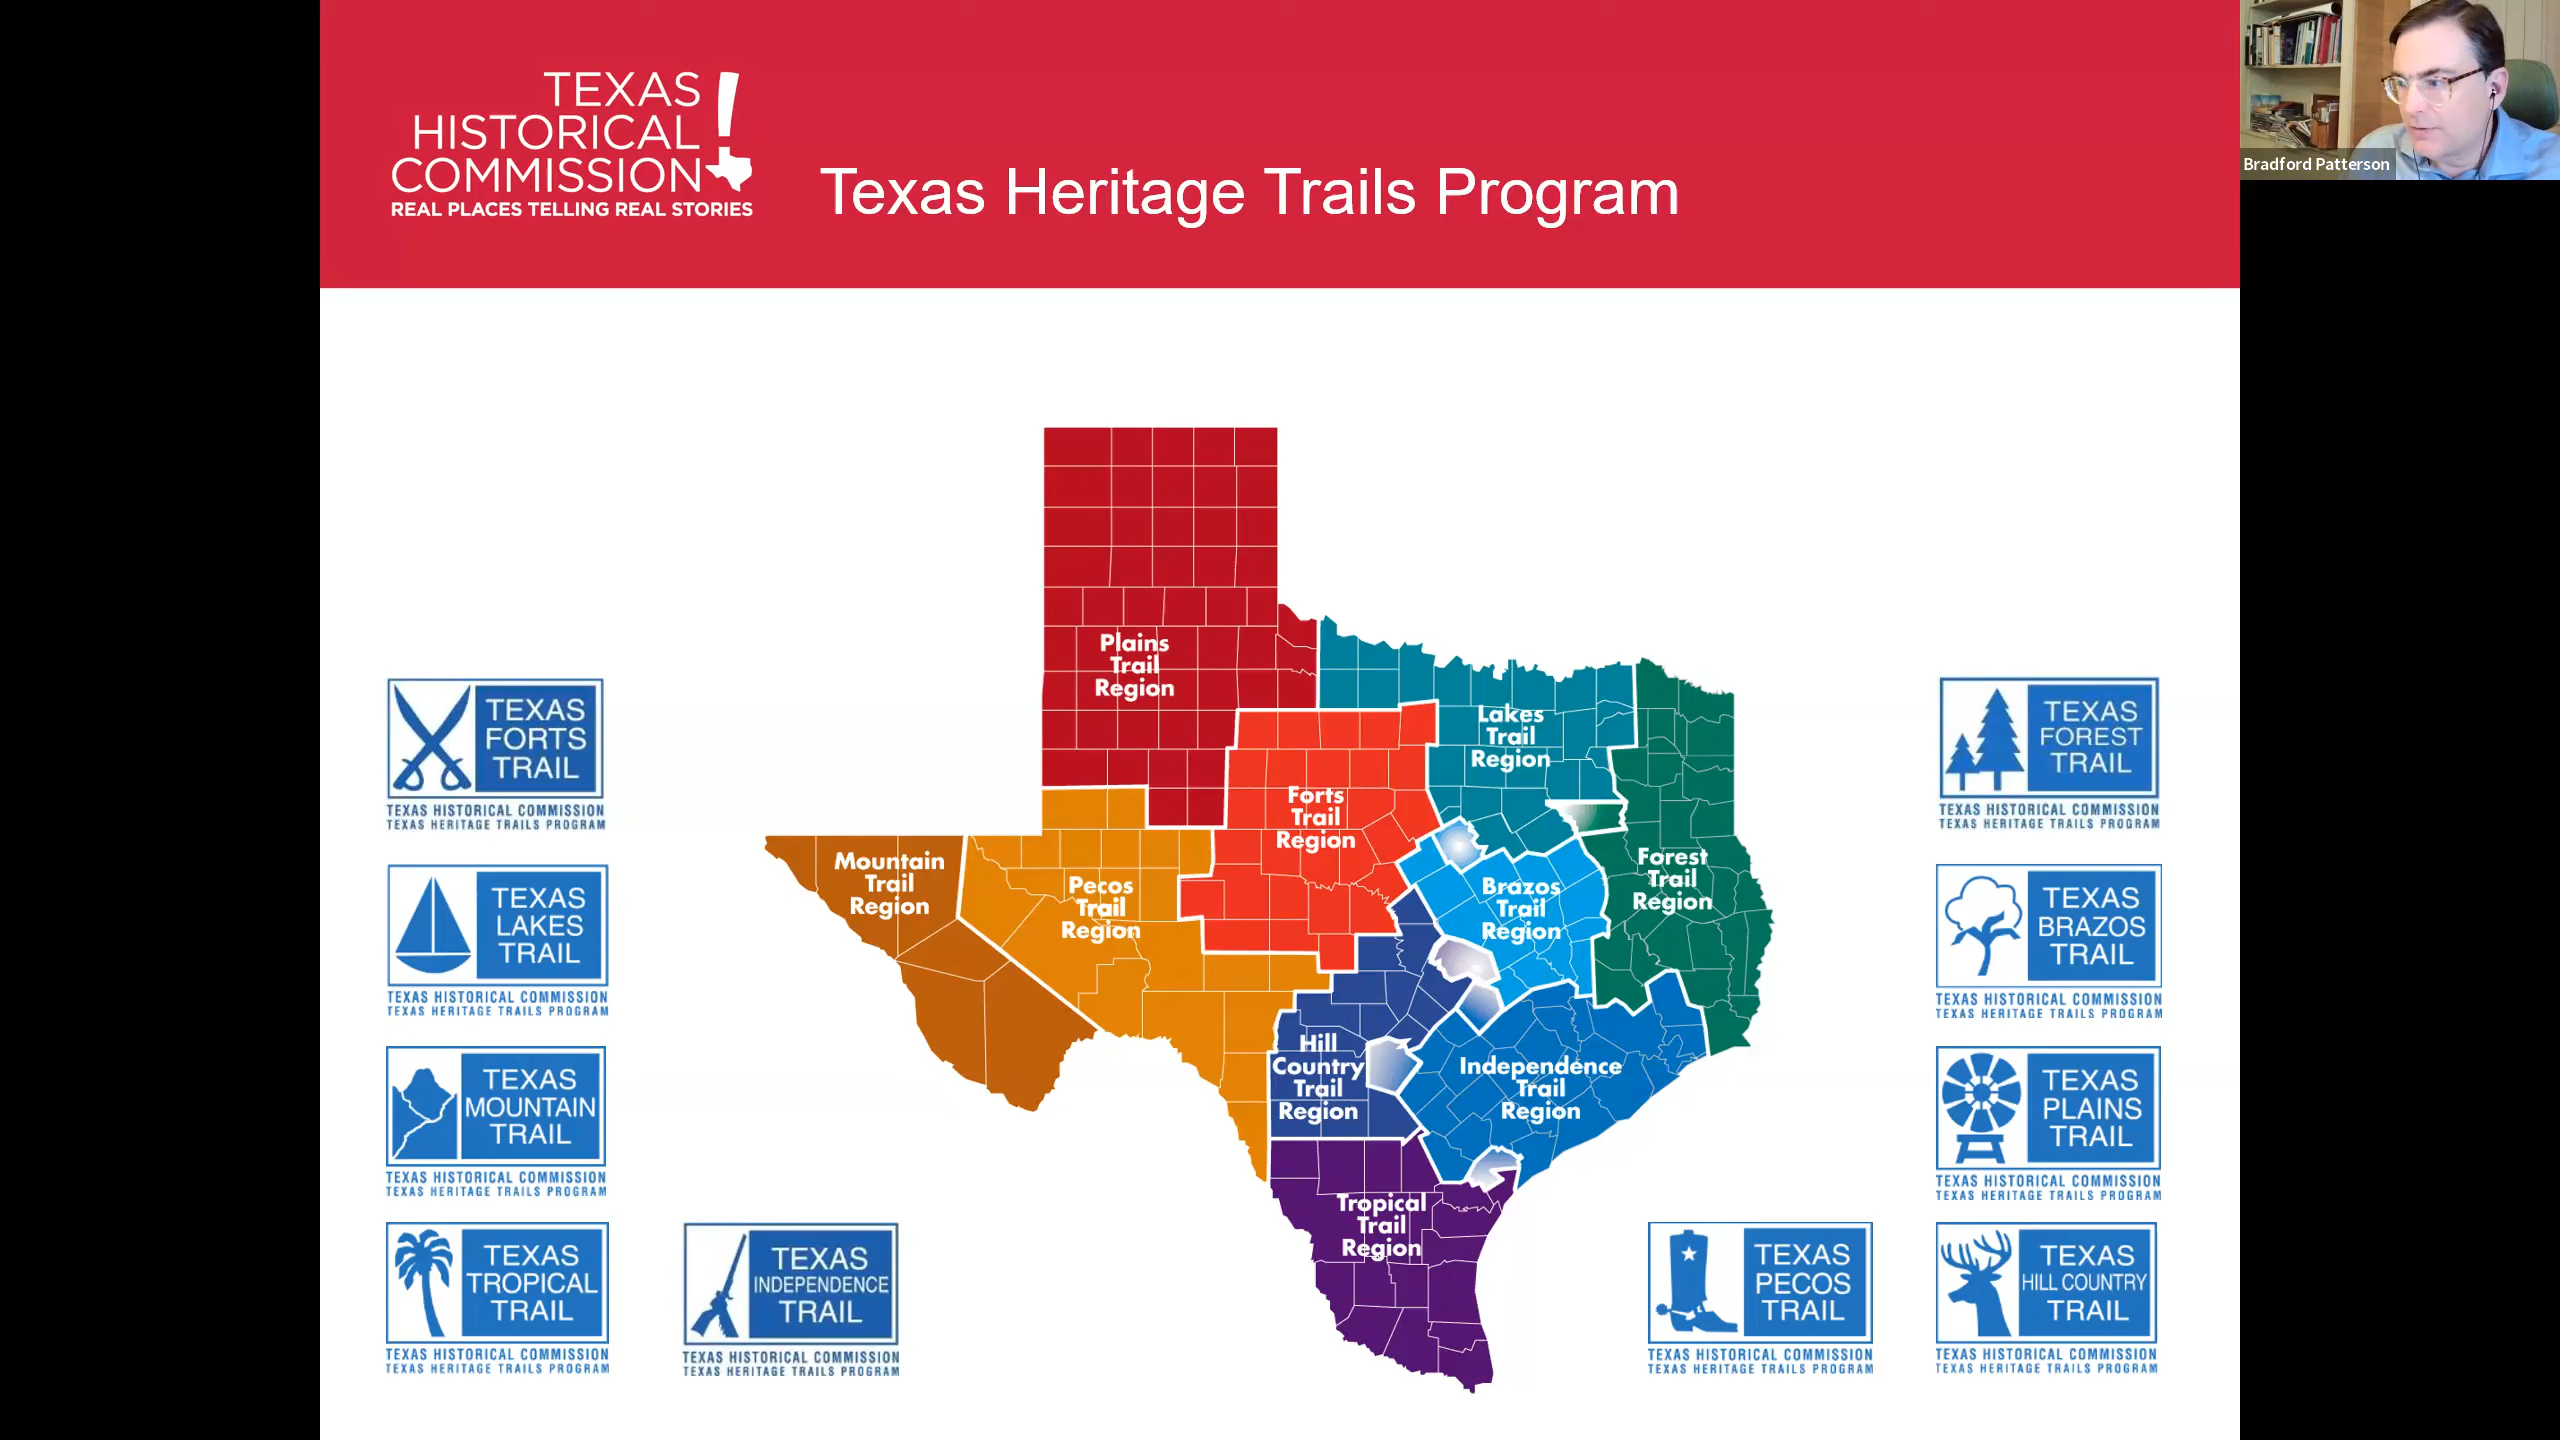 TEXAS
HISTORICAL
COMMISSION
REAL PLACES TELLING REAL STORIES
Texas Heritage Trails Program
Bradford Patterson
Plains
Trail
Region
Lakes
Trail
Region
Forts
Trail
Region
Mountain
Trail
Region
Pecos
Trail
Region
Brazos
Trail
Region
Forest
Trail
Region
Hill
Country
Trail
Region
Independence
Trail
Region
Tropical
Trail
Region
TEXAS
FORTS
TRAIL
TEXAS HISTORICAL COMMISSION
TEXAS HERITAGE TRAILS PROGRAM
TEXAS
LAKES
TRAIL
TEXAS HISTORICAL COMMISSION
TEXAS HERITAGE TRAILS PROGRAM
TEXAS
MOUNTAIN
TRAIL
TEXAS HISTORICAL COMMISSION
TEXAS HERITAGE TRAILS PROGRAM
TEXAS
TROPICAL
TRAIL
TEXAS HISTORICAL COMMISSION
TEXAS HERITAGE TRAILS PROGRAM
TEXAS
INDEPENDENCE
TRAIL
TEXAS HISTORICAL COMMISSION
TEXAS HERITAGE TRAILS PROGRAM
TEXAS
FOREST
TRAIL
TEXAS HISTORICAL COMMISSION
TEXAS HERITAGE TRAILS PROGRAM
TEXAS
BRAZOS
TRAIL
TEXAS HISTORICAL COMMISSION
TEXAS HERITAGE TRAILS PROGRAM
TEXAS
PLAINS
TRAIL
TEXAS HISTORICAL COMMISSION
TEXAS HERITAGE TRAILS PROGRAM
TEXAS
PECOS
TRAIL
TEXAS HISTORICAL COMMISSION
TEXAS HERITAGE TRAILS PROGRAM
TEXAS
HILL COUNTRY
TRAIL
TEXAS HISTORICAL COMMISSION
TEXAS HERITAGE TRAILS PROGRAM